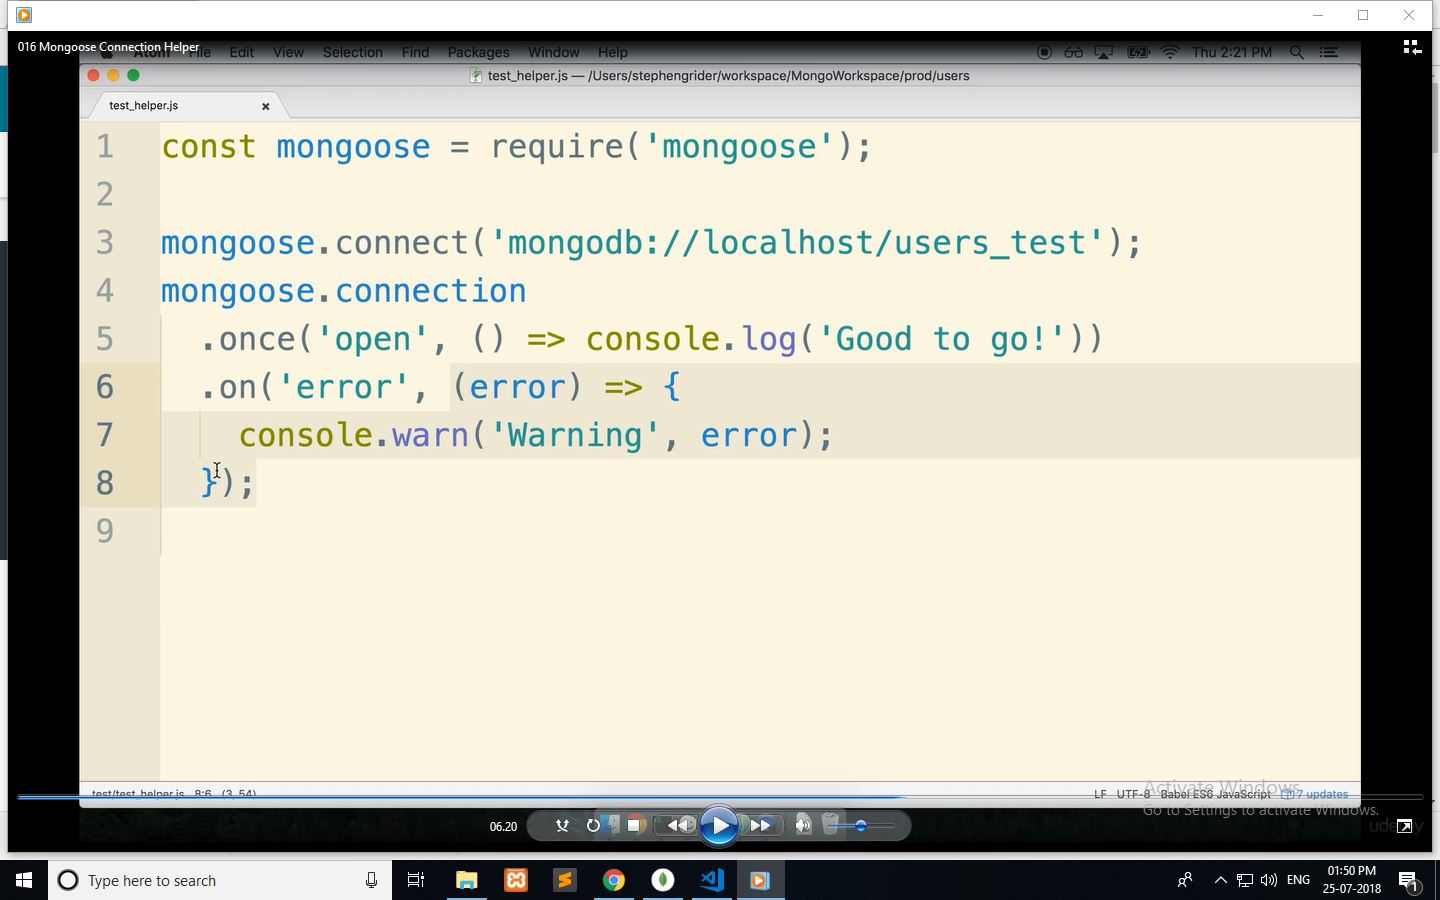 016 Mongoose Connection Helper
Atom File Edit View Selection Find Packages Window Help Thu 2:21 PM
test_helper.js — /Users/stephengrider/workspace/MongoWorkspace/prod/users
test_helper.js
1 const mongoose = require('mongoose');
2
3 mongoose.connect('mongodb://localhost/users_test');
4 mongoose.connection
5 .once('open', () => console.log('Good to go!'))
6 .on('error', (error) => {
7 console.warn('Warning', error);
8 });
9
test/test_helper.js 8:6 (3, 54) LF UTF-8 Babel ES6 JavaScript 7 updates
Activate Windows
Go to Settings to activate Windows.
06.20
Type here to search
ENG
01:50 PM
25-07-2018
1